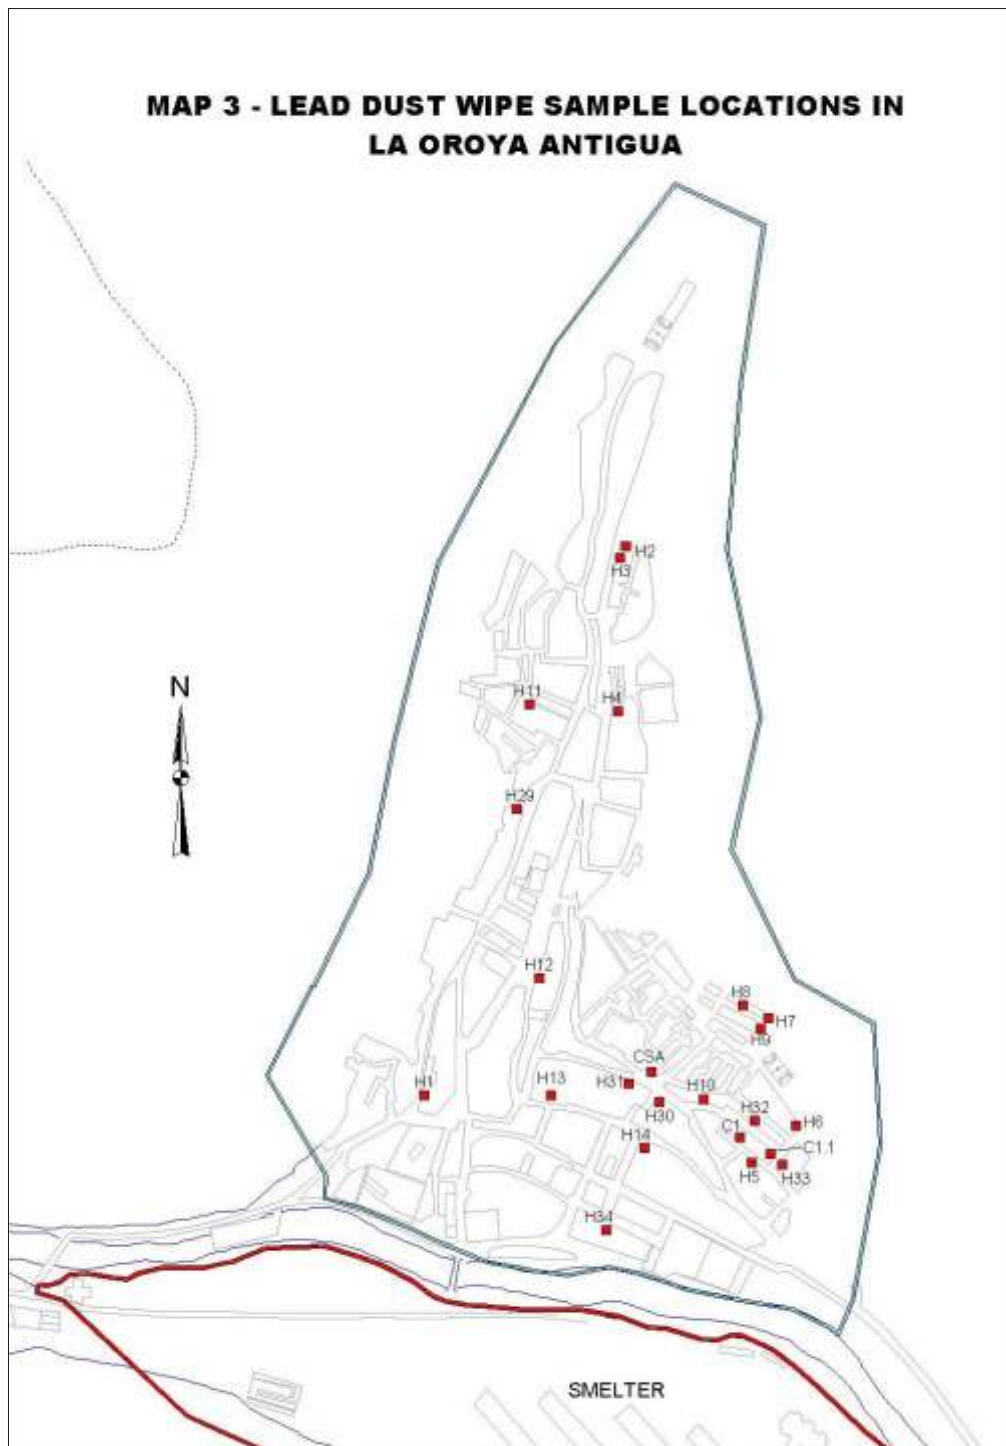 MAP 3 - LEAD DUST WIPE SAMPLE LOCATIONS IN
LA OROYA ANTIGUA
H2
H3
N
H11
H4
H29
H12
H8
H7
H9
CSA
H31
H1
H13
H10
H30
H32
H6
C1
H14
C1.1
H5
H33
H34
SMELTER